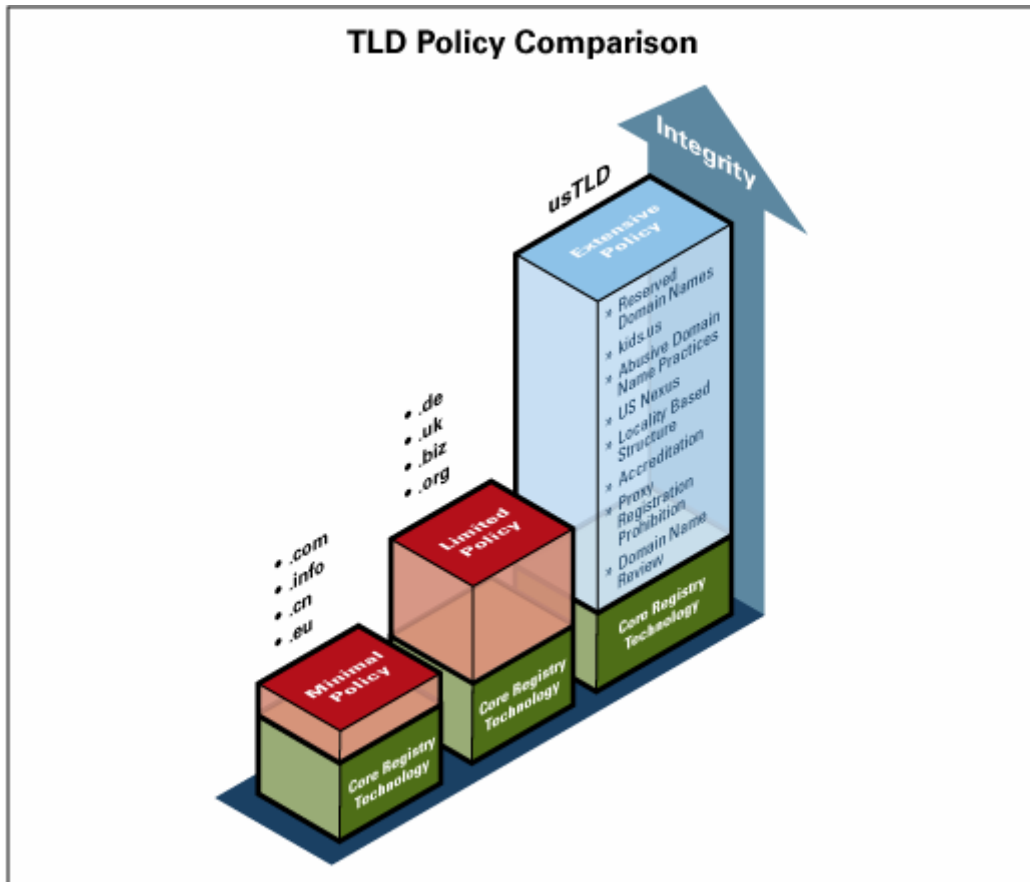 TLD Policy Comparison
Integrity
usTLD
Extensive
Policy
» Reserved
Domain Names
» kids.us
» Abusive Domain
Name Practices
» US Nexus
» Locality Based
Structure
» Accreditation
» Proxy
Registration
Prohibition
» Domain Name
Review
Core Registry
Technology
• .de
• .uk
• .biz
• .org
Limited
Policy
Core Registry
Technology
• .com
• .info
• .cn
• .eu
Minimal
Policy
Core Registry
Technology